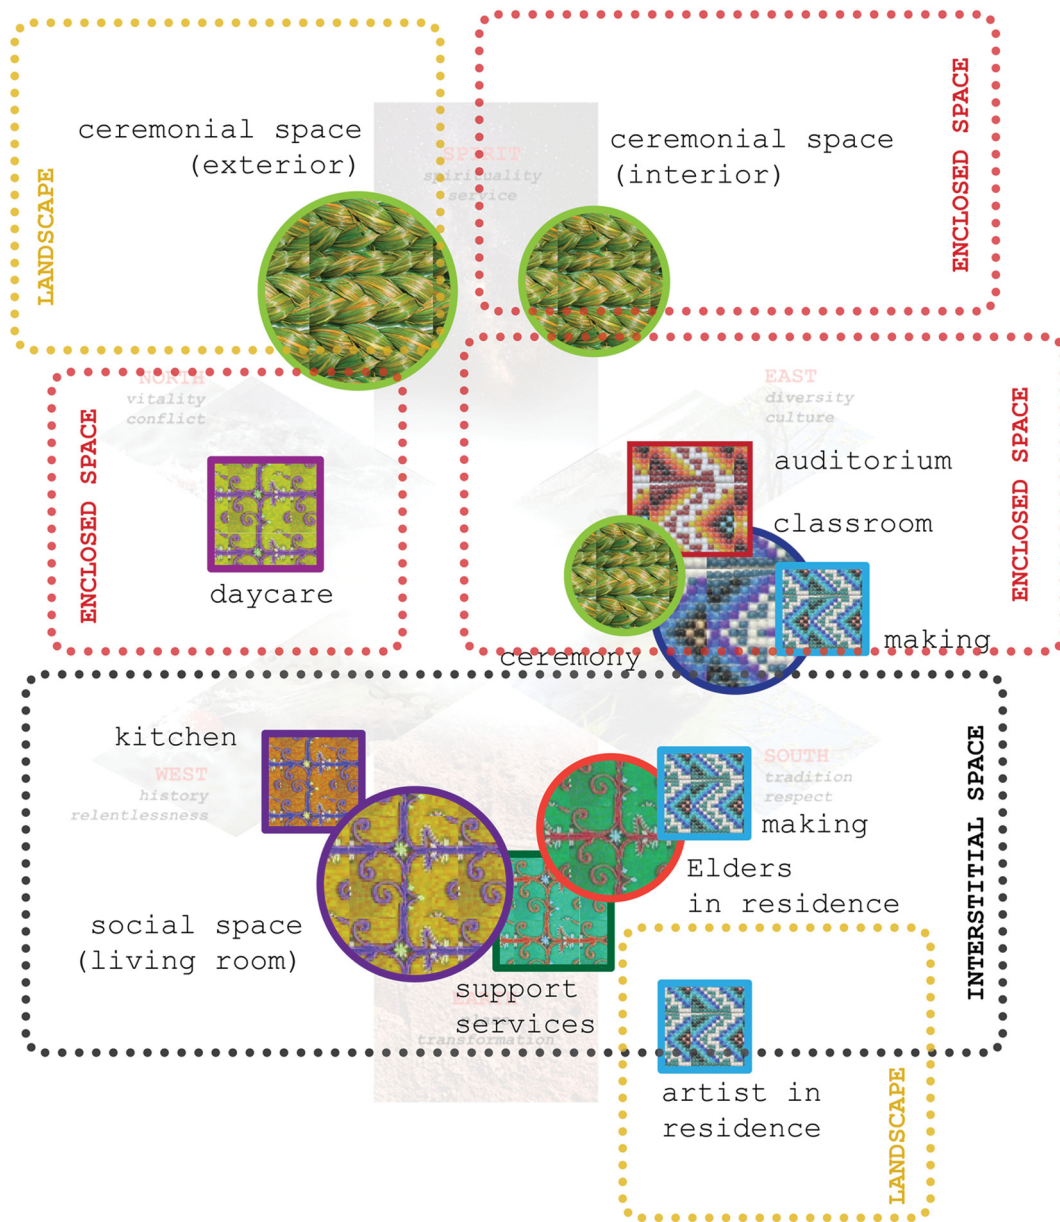 ceremonial space
(exterior)
LANDSCAPE
SPIRIT
spirituality
service
ceremonial space
(interior)
ENCLOSED SPACE
NORTH
vitality
conflict
ENCLOSED SPACE
daycare
EAST
diversity
culture
auditorium
classroom
ENCLOSED SPACE
making
ceremony
kitchen
WEST
history
relentlessness
SOUTH
tradition
respect
making
Elders
in residence
INTERSTITIAL SPACE
social space
(living room)
support
services
transformation
artist in
residence
LANDSCAPE